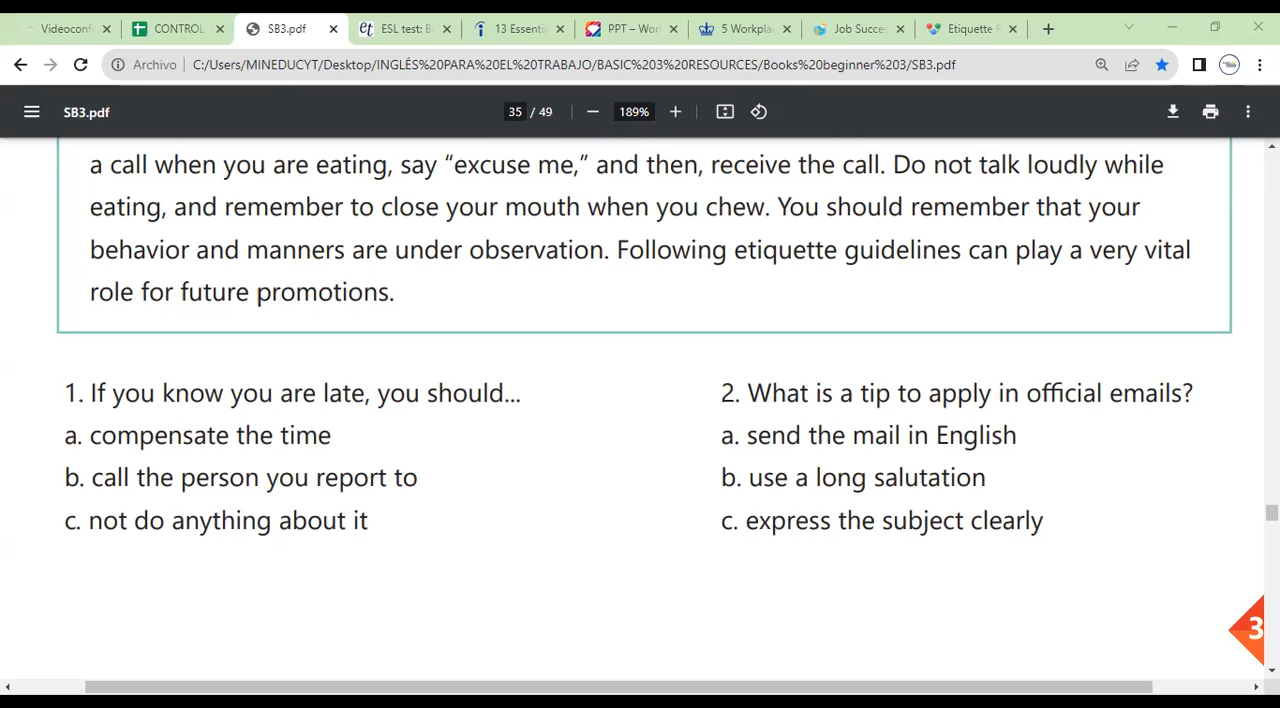 Videoconf
CONTROL
SB3.pdf
ESL test: B
13 Essentia
PPT – Wor
5 Workpla
Job Succes
Etiquette R
Archivo
C:/Users/MINEDUCYT/Desktop/INGLÉS%20PARA%20EL%20TRABAJO/BASIC%203%20RESOURCES/Books%20beginner%203/SB3.pdf
SB3.pdf
35 / 49
189%
a call when you are eating, say “excuse me,” and then, receive the call. Do not talk loudly while
eating, and remember to close your mouth when you chew. You should remember that your
behavior and manners are under observation. Following etiquette guidelines can play a very vital
role for future promotions.
1. If you know you are late, you should...
a. compensate the time
b. call the person you report to
c. not do anything about it
2. What is a tip to apply in official emails?
a. send the mail in English
b. use a long salutation
c. express the subject clearly
3